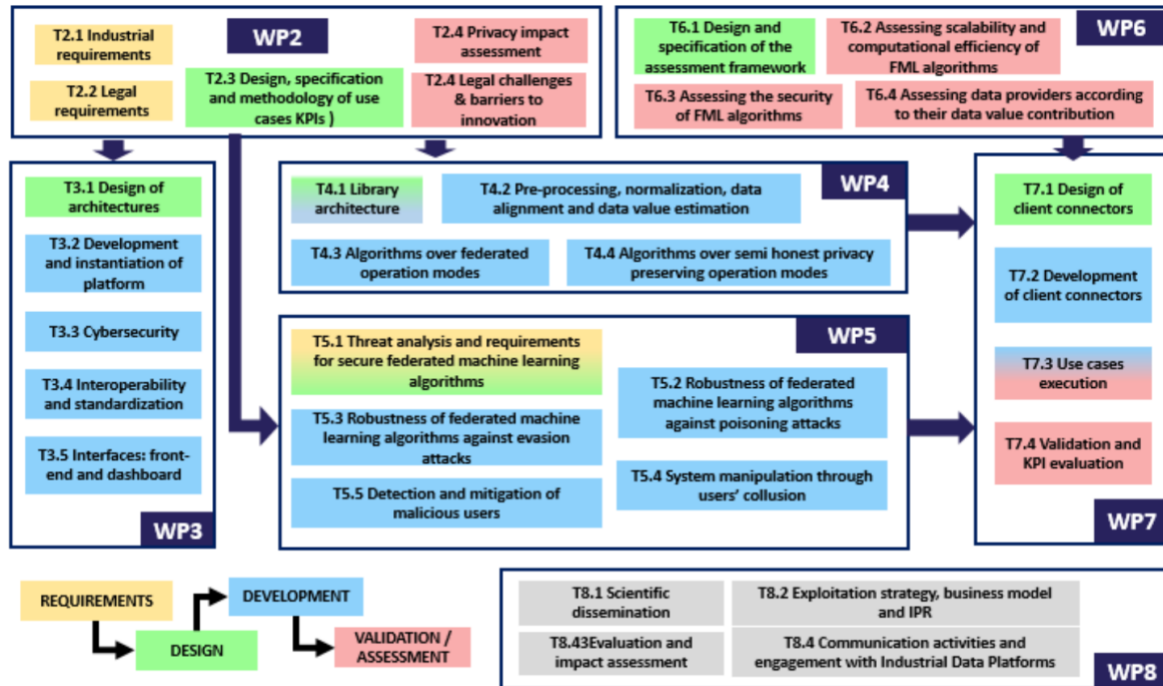 T2.1 Industrial
requirements
WP2
T2.4 Privacy impact
assessment
T2.2 Legal
requirements
T2.3 Design, specification
and methodology of use
cases KPIs )
T2.4 Legal challenges
& barriers to
innovation
T6.1 Design and
specification of the
assessment framework
T6.2 Assessing scalability and
computational efficiency of
FML algorithms
WP6
T6.3 Assessing the security
of FML algorithms
T6.4 Assessing data providers according
to their data value contribution
T3.1 Design of
architectures
T3.2 Development
and instantiation of
platform
T3.3 Cybersecurity
T3.4 Interoperability
and standardization
T3.5 Interfaces: front-
end and dashboard
WP3
T4.1 Library
architecture
T4.2 Pre-processing, normalization, data
alignment and data value estimation
WP4
T4.3 Algorithms over federated
operation modes
T4.4 Algorithms over semi honest privacy
preserving operation modes
T5.1 Threat analysis and requirements
for secure federated machine learning
algorithms
WP5
T5.2 Robustness of federated
machine learning algorithms
against poisoning attacks
T5.3 Robustness of federated machine
learning algorithms against evasion
attacks
T5.4 System manipulation through
users' collusion
T5.5 Detection and mitigation of
malicious users
T7.1 Design of
client connectors
T7.2 Development
of client connectors
T7.3 Use cases
execution
T7.4 Validation and
KPI evaluation
WP7
REQUIREMENTS
DESIGN
DEVELOPMENT
VALIDATION /
ASSESSMENT
T8.1 Scientific
dissemination
T8.2 Exploitation strategy, business model
and IPR
T8.43Evaluation and
impact assessment
T8.4 Communication activities and
engagement with Industrial Data Platforms
WP8